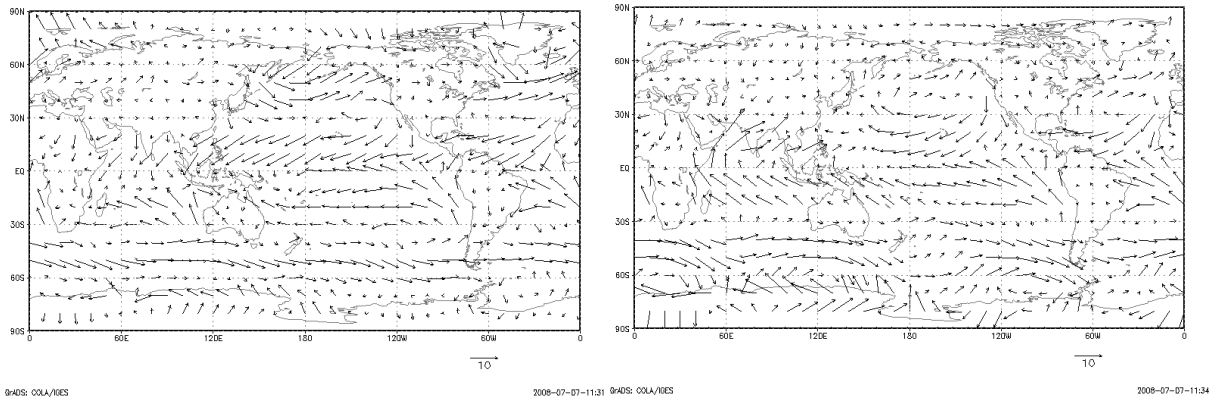 90N
60N
30N
EQ
30S
60S
90S
0 60E 120E 180 120W 60W 0
10
GrADS: COLA/IGES 2008-07-07-11:31
90N
60N
30N
EQ
30S
60S
90S
0 60E 120E 180 120W 60W 0
10
GrADS: COLA/IGES 2008-07-07-11:34